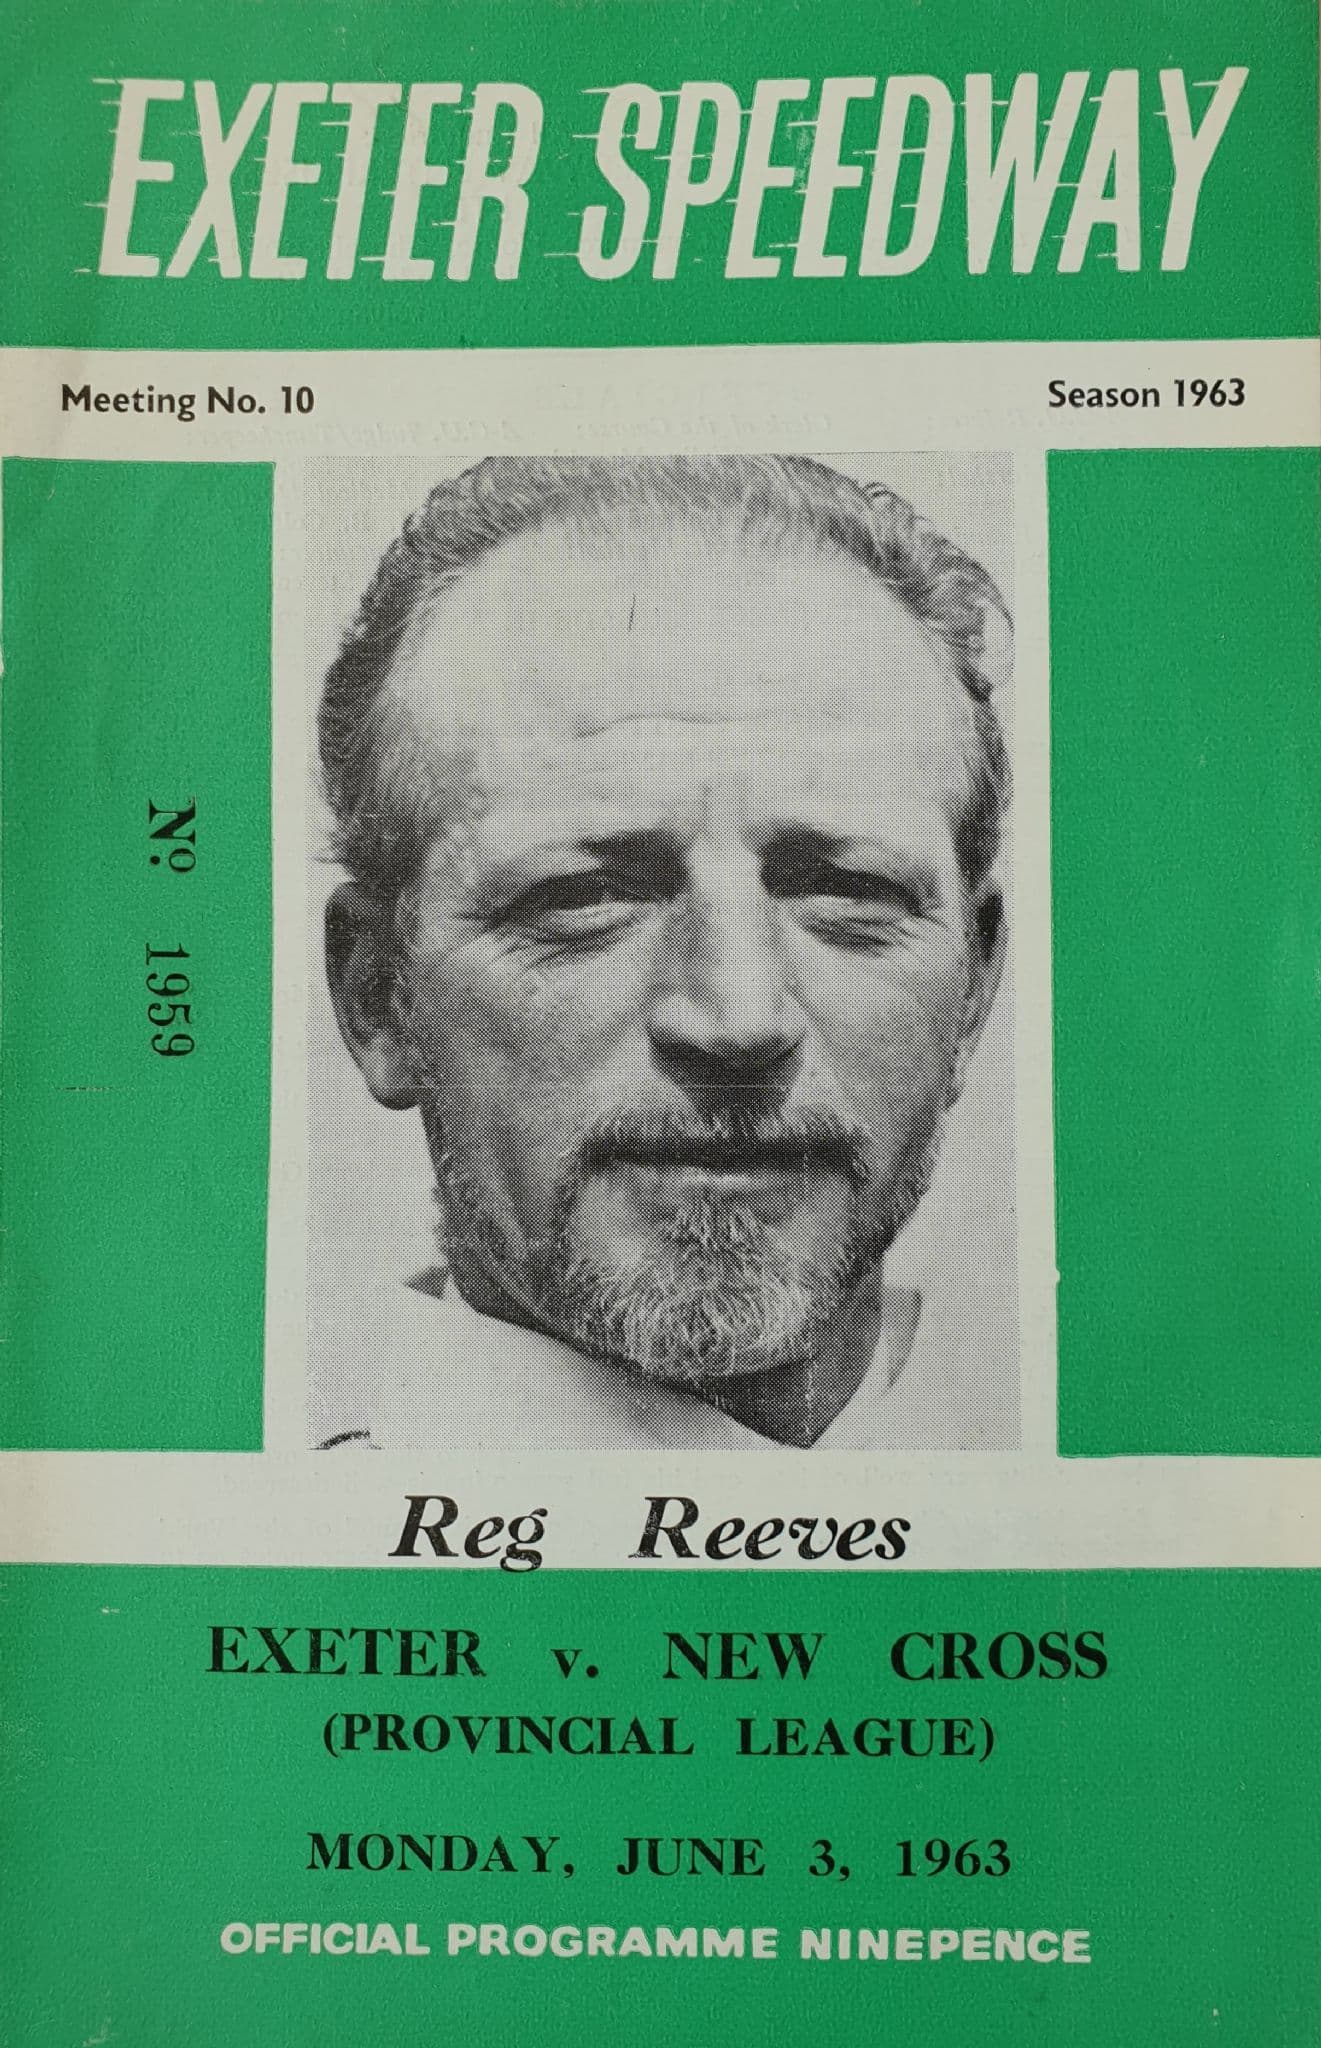 EXETER SPEEDWAY
Meeting No. 10
Season 1963
Nº 1959
Reg Reeves
EXETER v. NEW CROSS
(PROVINCIAL LEAGUE)
MONDAY, JUNE 3, 1963
OFFICIAL PROGRAMME NINEPENCE